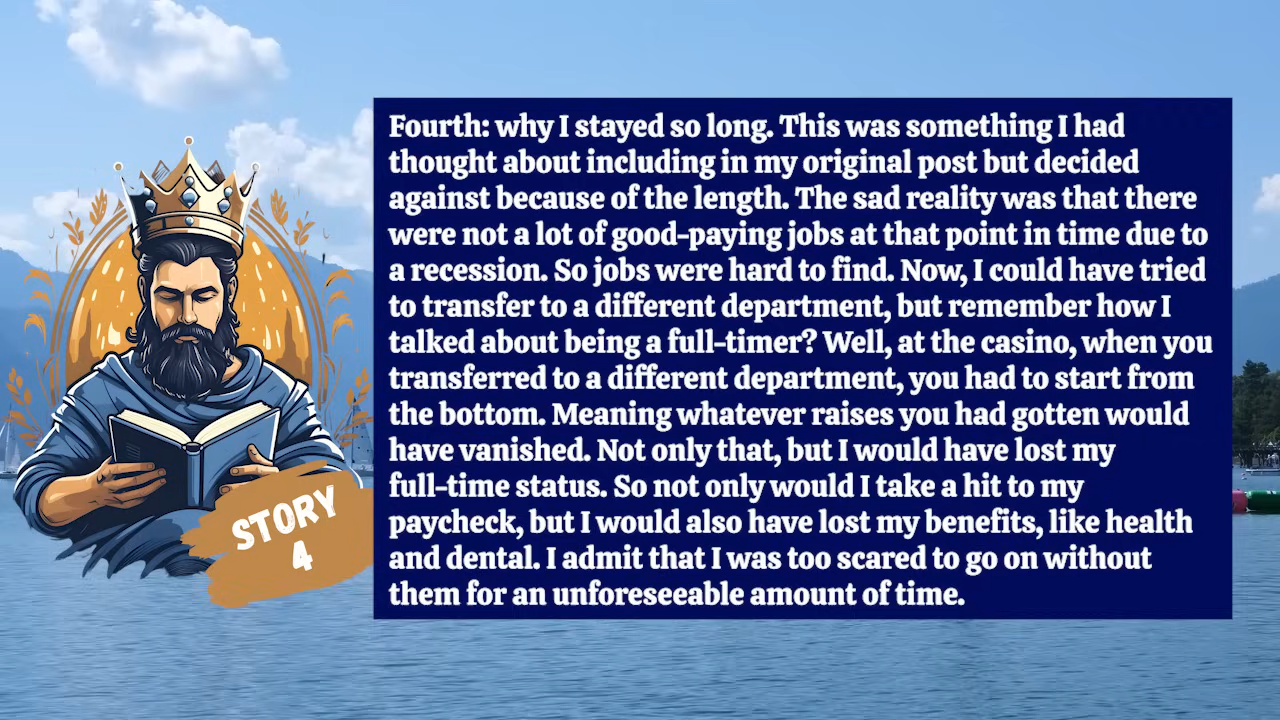 Fourth: why I stayed so long. This was something I had
thought about including in my original post but decided
against because of the length. The sad reality was that there
were not a lot of good-paying jobs at that point in time due to
a recession. So jobs were hard to find. Now, I could have tried
to transfer to a different department, but remember how I
talked about being a full-timer? Well, at the casino, when you
transferred to a different department, you had to start from
the bottom. Meaning whatever raises you had gotten would
have vanished. Not only that, but I would have lost my
full-time status. So not only would I take a hit to my
paycheck, but I would also have lost my benefits, like health
and dental. I admit that I was too scared to go on without
them for an unforeseeable amount of time.
STORY
4